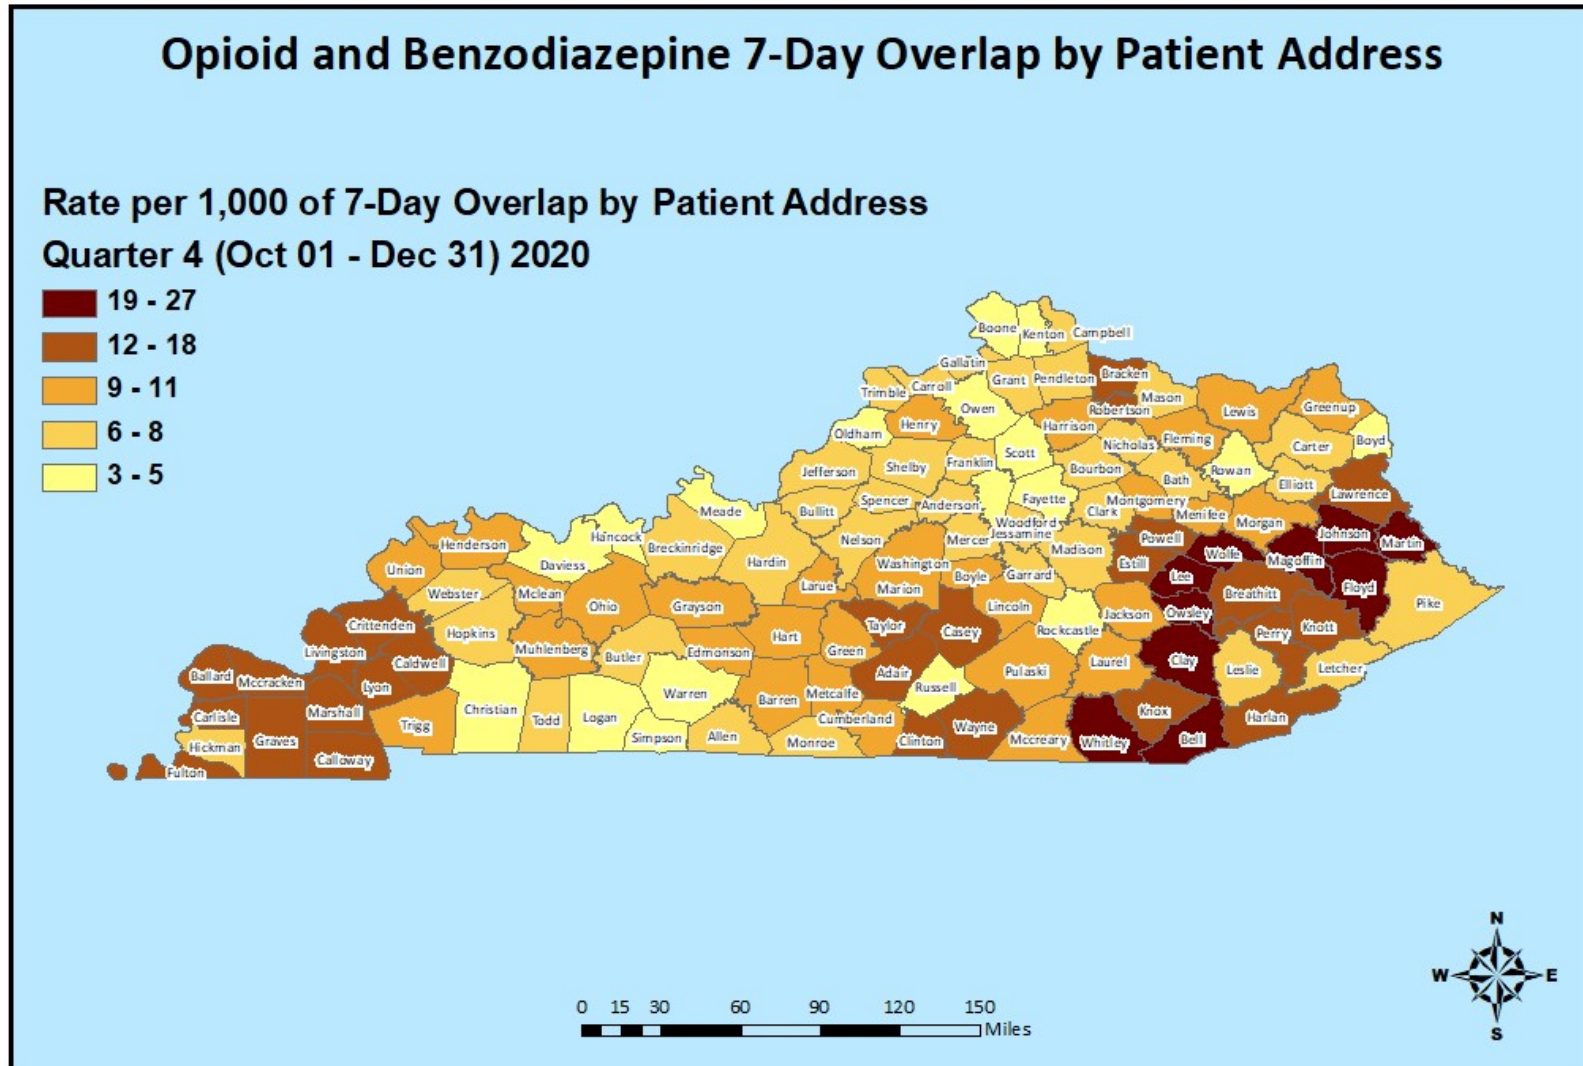 Opioid and Benzodiazepine 7-Day Overlap by Patient Address
Rate per 1,000 of 7-Day Overlap by Patient Address
Quarter 4 (Oct 01 - Dec 31) 2020
19 - 27
12 - 18
9 - 11
6 - 8
3 - 5
Boone
Kenton
Campbell
Gallatin
Grant
Pendleton
Bracken
Trimble
Carroll
Owen
Mason
Robertson
Lewis
Greenup
Henry
Harrison
Oldham
Fleming
Nicholas
Carter
Boyd
Scott
Jefferson
Shelby
Franklin
Bourbon
Rowan
Bath
Elliott
Lawrence
Spencer
Anderson
Fayette
Montgomery
Clark
Menifee
Morgan
Meade
Bullitt
Woodford
Jessamine
Powell
Johnson
Martin
Hancock
Breckinridge
Nelson
Mercer
Madison
Wolfe
Magoffin
Henderson
Daviess
Hardin
Washington
Estill
Union
Boyle
Garrard
Lee
Floyd
Webster
Mclean
Ohio
Grayson
Larue
Marion
Breathitt
Pike
Lincoln
Jackson
Owsley
Crittenden
Hopkins
Hart
Taylor
Casey
Rockcastle
Perry
Knott
Livingston
Muhlenberg
Butler
Edmonson
Green
Caldwell
Laurel
Clay
Leslie
Letcher
Ballard
Mccracken
Lyon
Warren
Adair
Russell
Pulaski
Barren
Metcalfe
Carlisle
Marshall
Trigg
Christian
Todd
Logan
Cumberland
Knox
Harlan
Hickman
Graves
Simpson
Allen
Monroe
Clinton
Wayne
Mccreary
Whitley
Bell
Fulton
Calloway
N
W
E
S
0 15 30 60 90 120 150
Miles